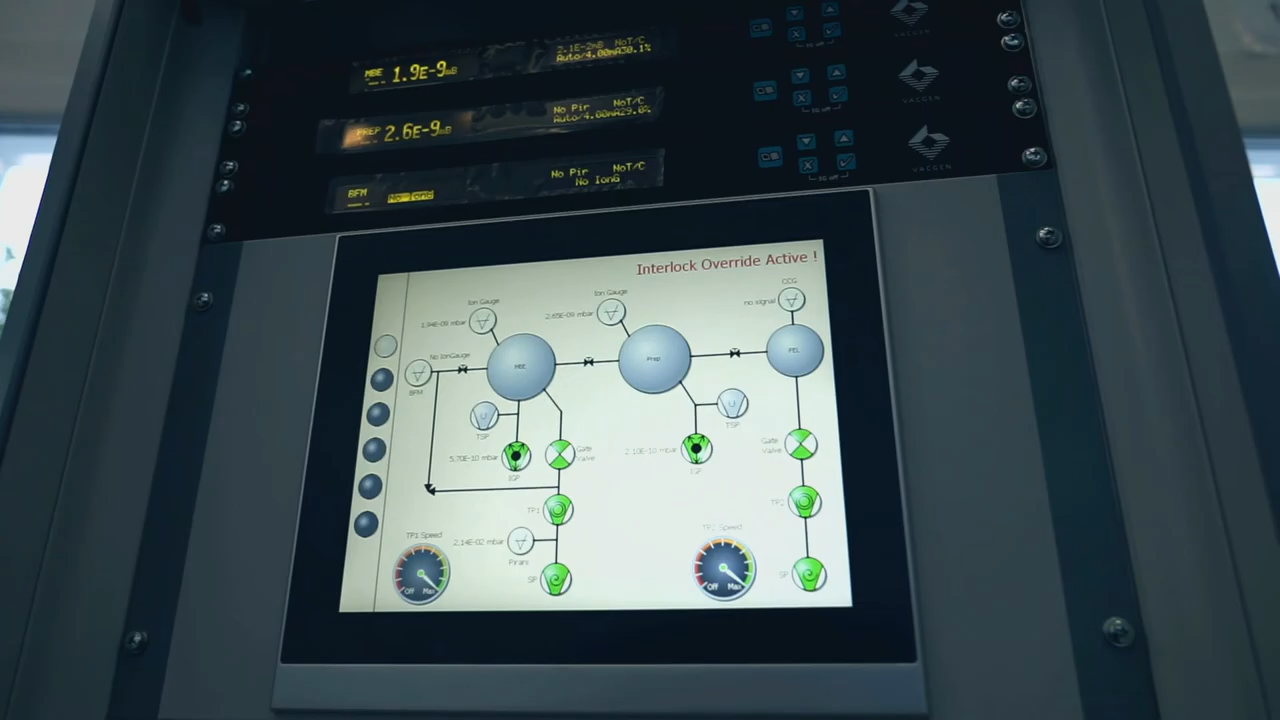 MBE 1.9E-9mB 2.1E-2mB NoT/C
Auto/4.00mA30.1%
VACGEN
PREP 2.6E-9mB No Pir NoT/C
Auto/4.00mA29.0%
VACGEN
BFM No IonG No Pir NoT/C
No IonG
VACGEN
Interlock Override Active !
Ion Gauge
Ion Gauge
CCG
1.94E-09 mbar
2.65E-09 mbar
no signal
No IonGauge
BFM
MBE
Prep
PEL
TSP
TSP
5.70E-10 mbar
IGP
Gate
Valve
2.10E-10 mbar
IGP
Gate
Valve
TP1
TP2
TP1 Speed
2.14E-02 mbar
Pirani
TP2 Speed
Off Max
SP
Off Max
SP